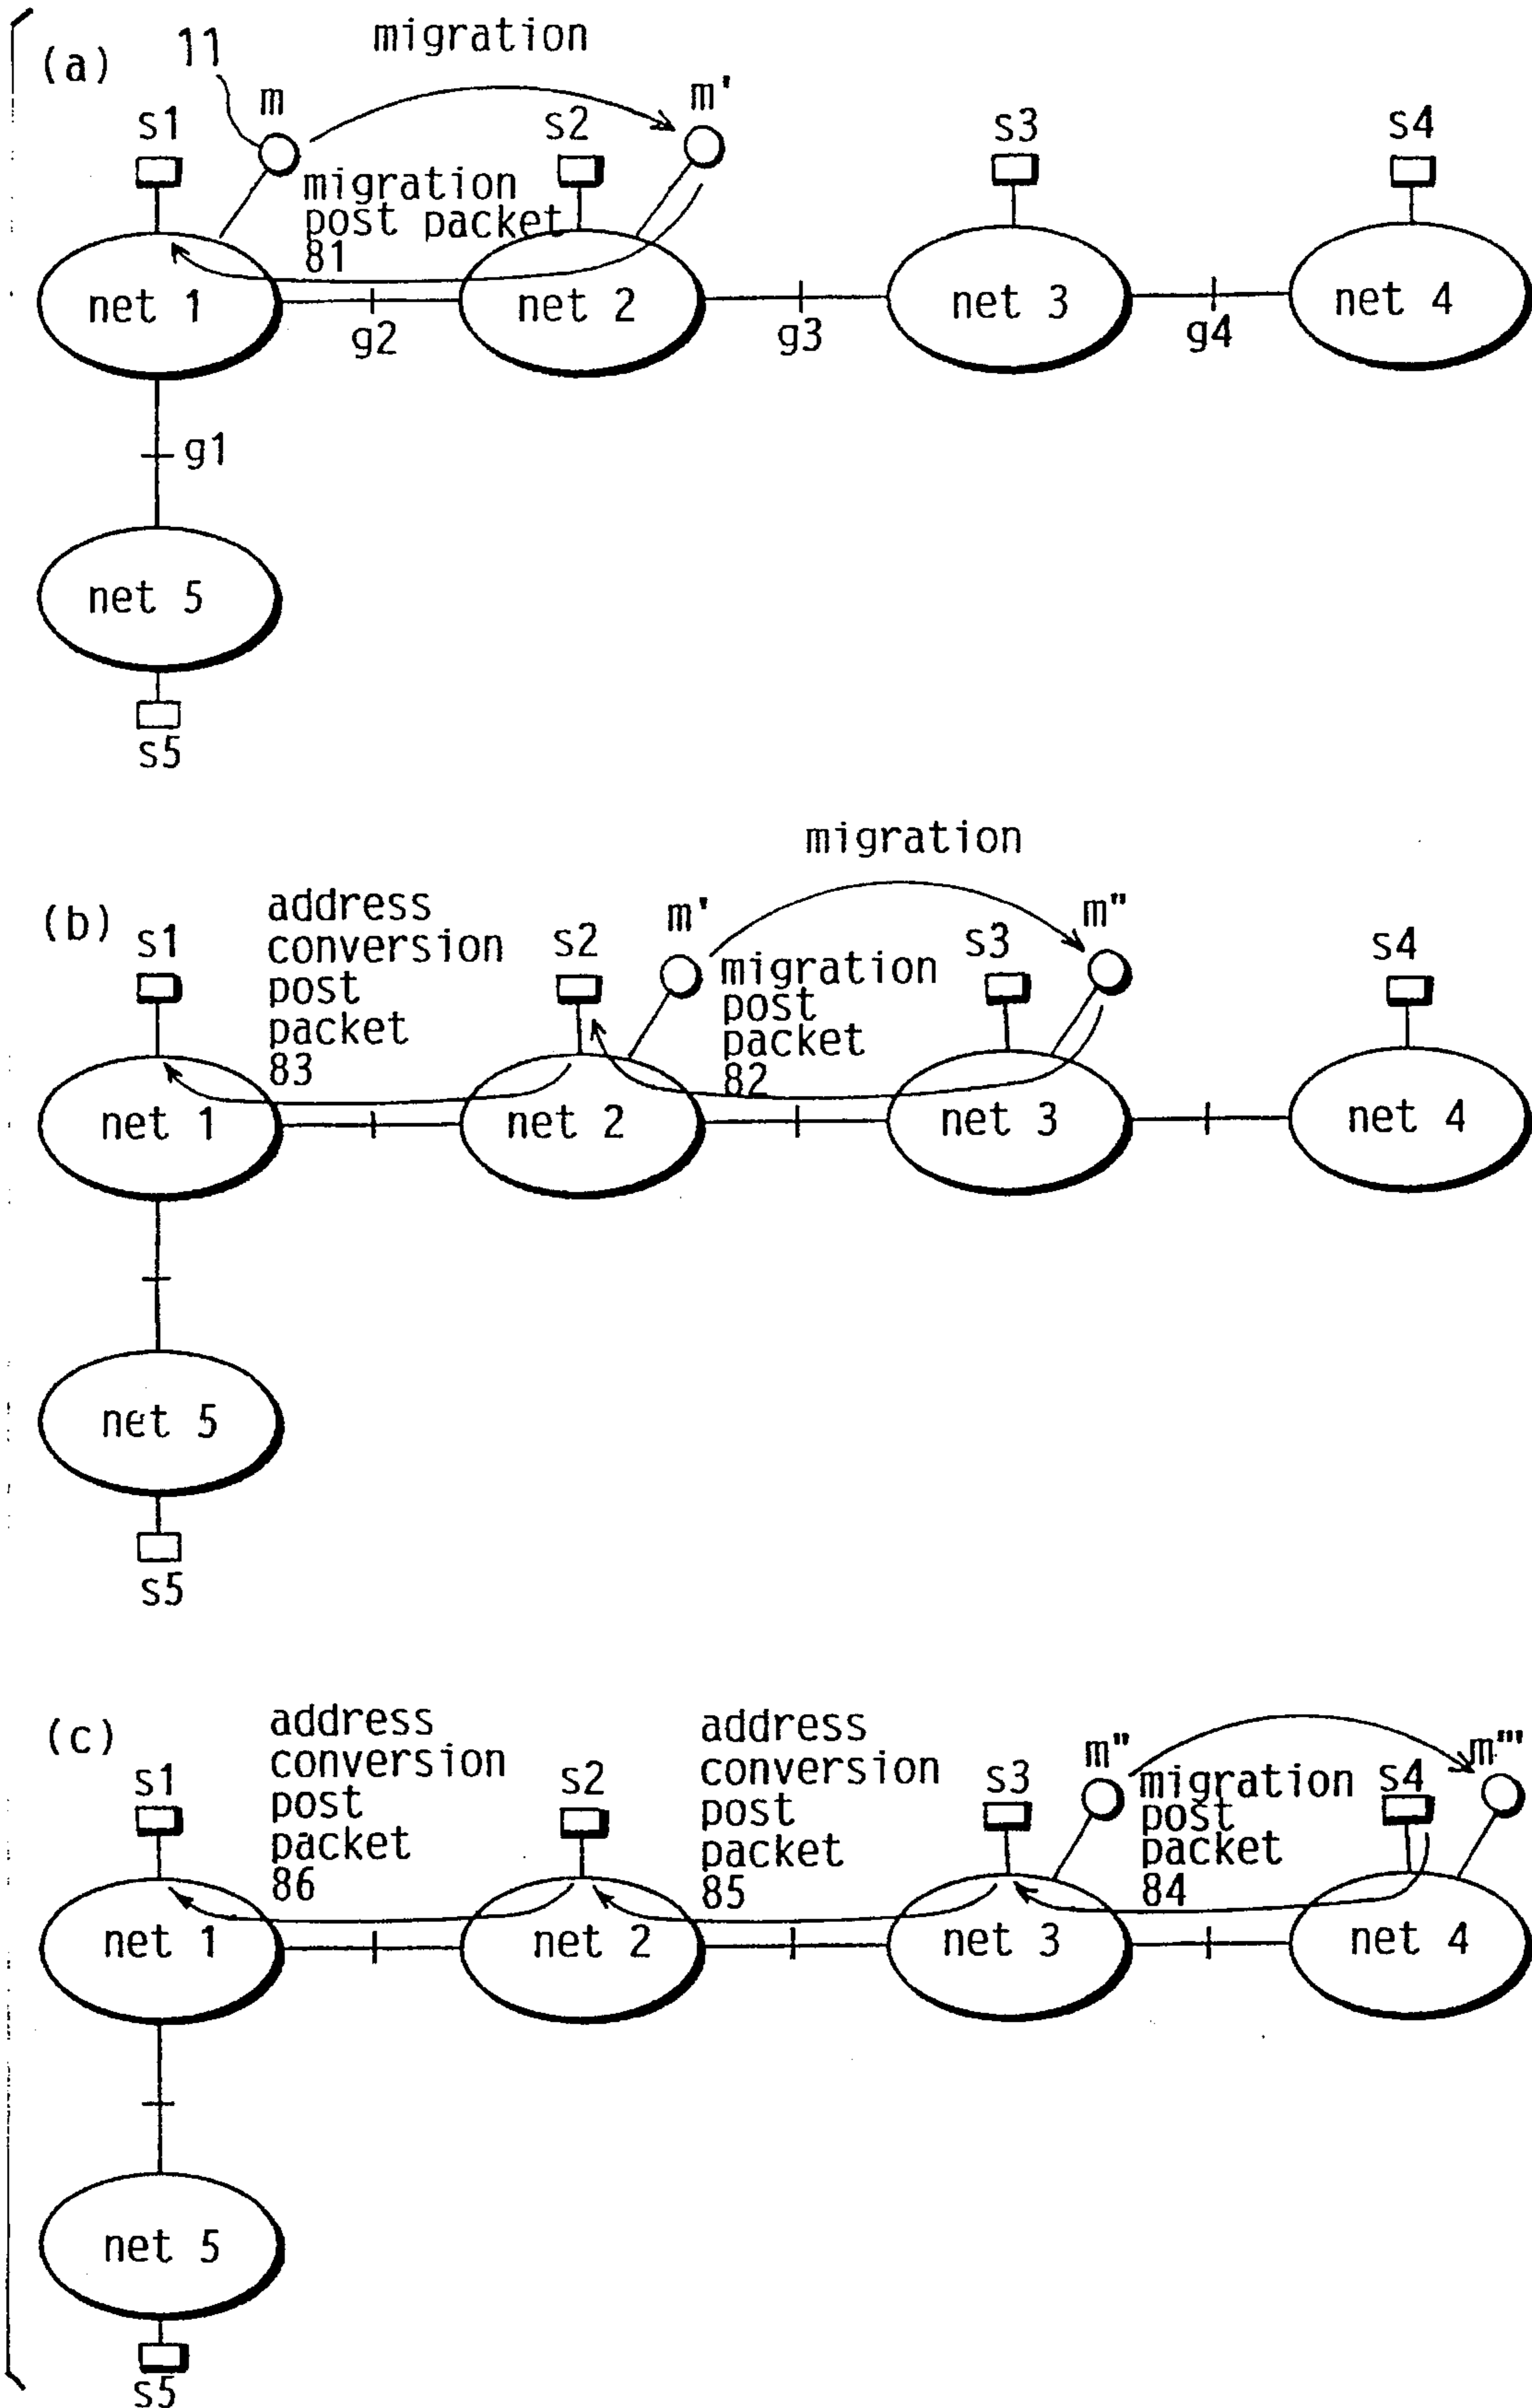 (a)
11
migration
m
m'
s1
s2
s3
s4
migration
post packet
81
net 1
net 2
net 3
net 4
g2
g3
g4
g1
net 5
s5
migration
(b)
address
conversion
post
packet
83
s1
s2
m'
migration
post
packet
82
s3
m"
s4
net 1
net 2
net 3
net 4
net 5
s5
(c)
address
conversion
post
packet
86
address
conversion
post
packet
85
s1
s2
s3
m"
migration
post
packet
84
s4
m"'
net 1
net 2
net 3
net 4
net 5
s5